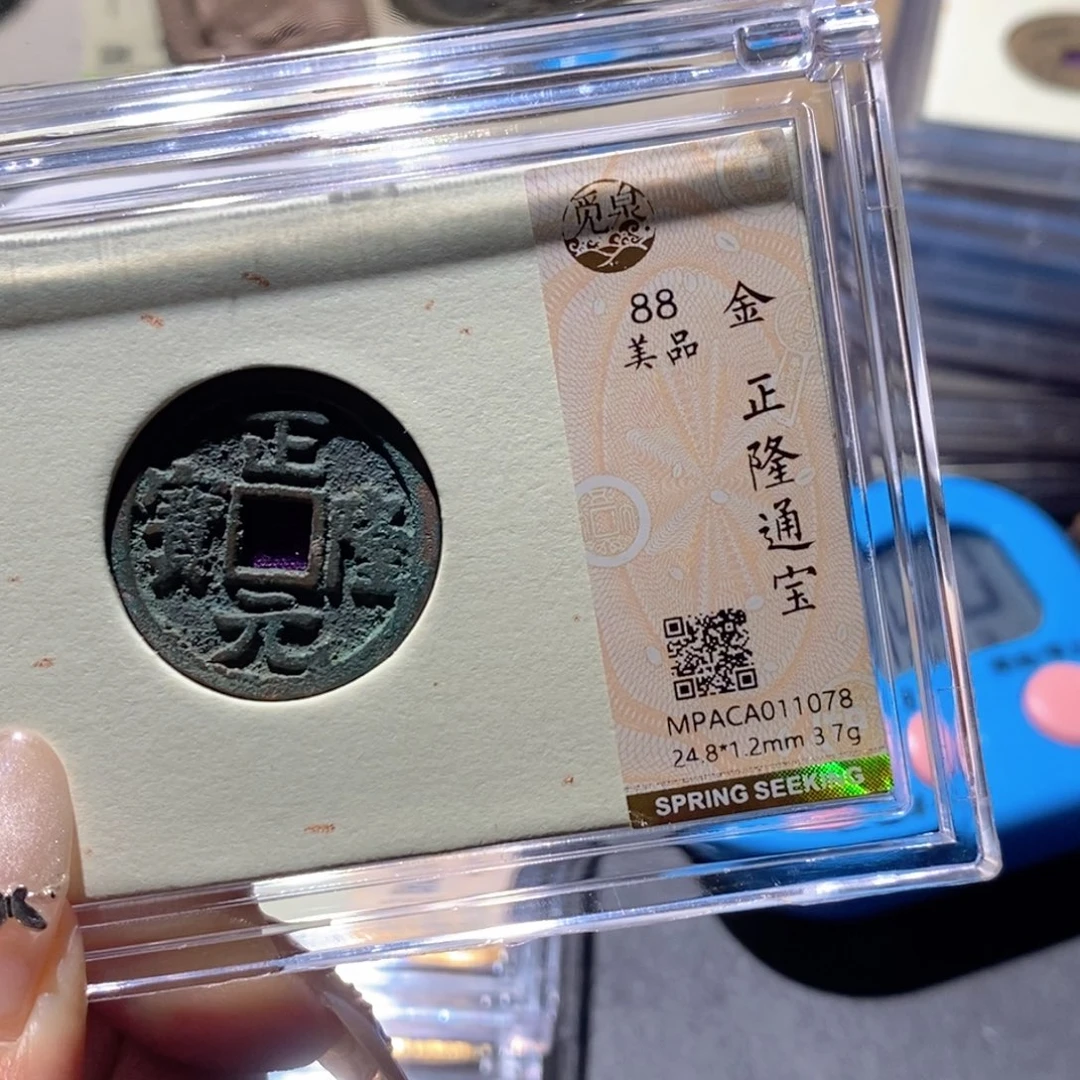 正隆元寶
觅泉
88
美品
金 正隆通宝
MPACA011078
24.8*1.2mm 3.7g
SPRING SEEKING